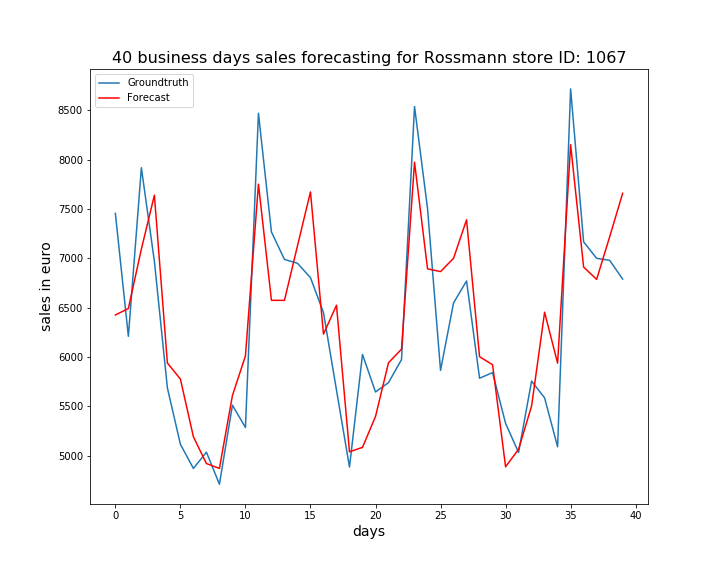 40 business days sales forecasting for Rossmann store ID: 1067
Groundtruth
Forecast
sales in euro
8500
8000
7500
7000
6500
6000
5500
5000
0 5 10 15 20 25 30 35 40
days